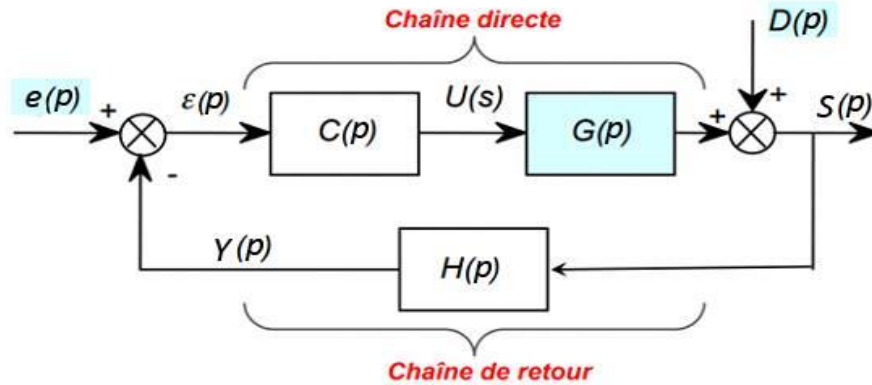 Chaîne directe
D(p)
e(p) + ε(p) U(s) + S(p)
C(p) G(p) +
-
Y(p)
H(p)
Chaîne de retour